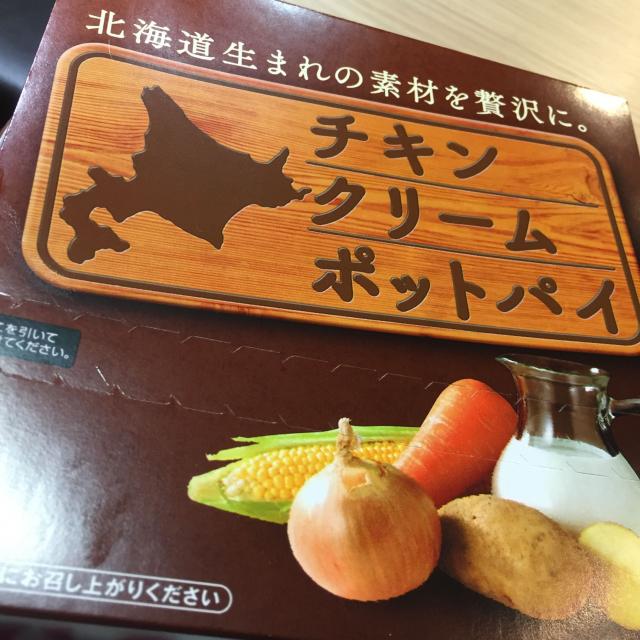 北海道生まれの素材を贅沢に。
チキン
クリーム
ポットパイ
を引いて
けてください。
にお召し上がりください